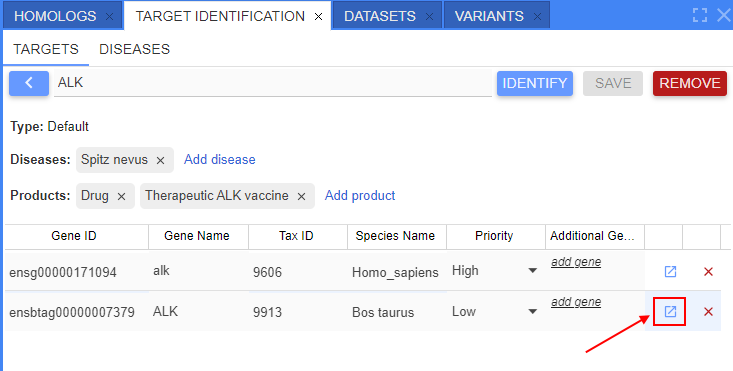 HOMOLOGS × TARGET IDENTIFICATION × DATASETS × VARIANTS ×
TARGETS DISEASES
ALK IDENTIFY SAVE REMOVE
Type: Default
Diseases: Spitz nevus × Add disease
Products: Drug × Therapeutic ALK vaccine × Add product
Gene ID Gene Name Tax ID Species Name Priority Additional Ge...
ensg00000171094 alk 9606 Homo_sapiens High add gene
ensbtag00000007379 ALK 9913 Bos taurus Low add gene